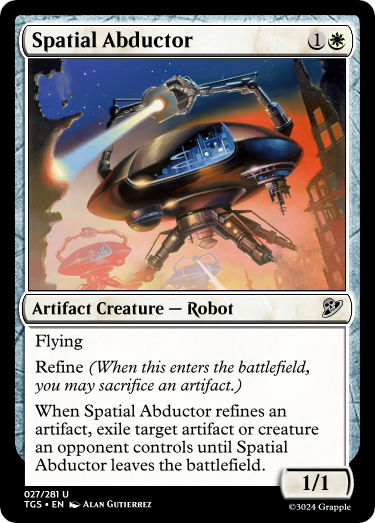 Spatial Abductor 1
Artifact Creature — Robot
Flying
Refine (When this enters the battlefield,
you may sacrifice an artifact.)
When Spatial Abductor refines an
artifact, exile target artifact or creature
an opponent controls until Spatial
Abductor leaves the battlefield.
1/1
027/281 U
TGS • EN Alan Gutierrez
©3024 Grapple